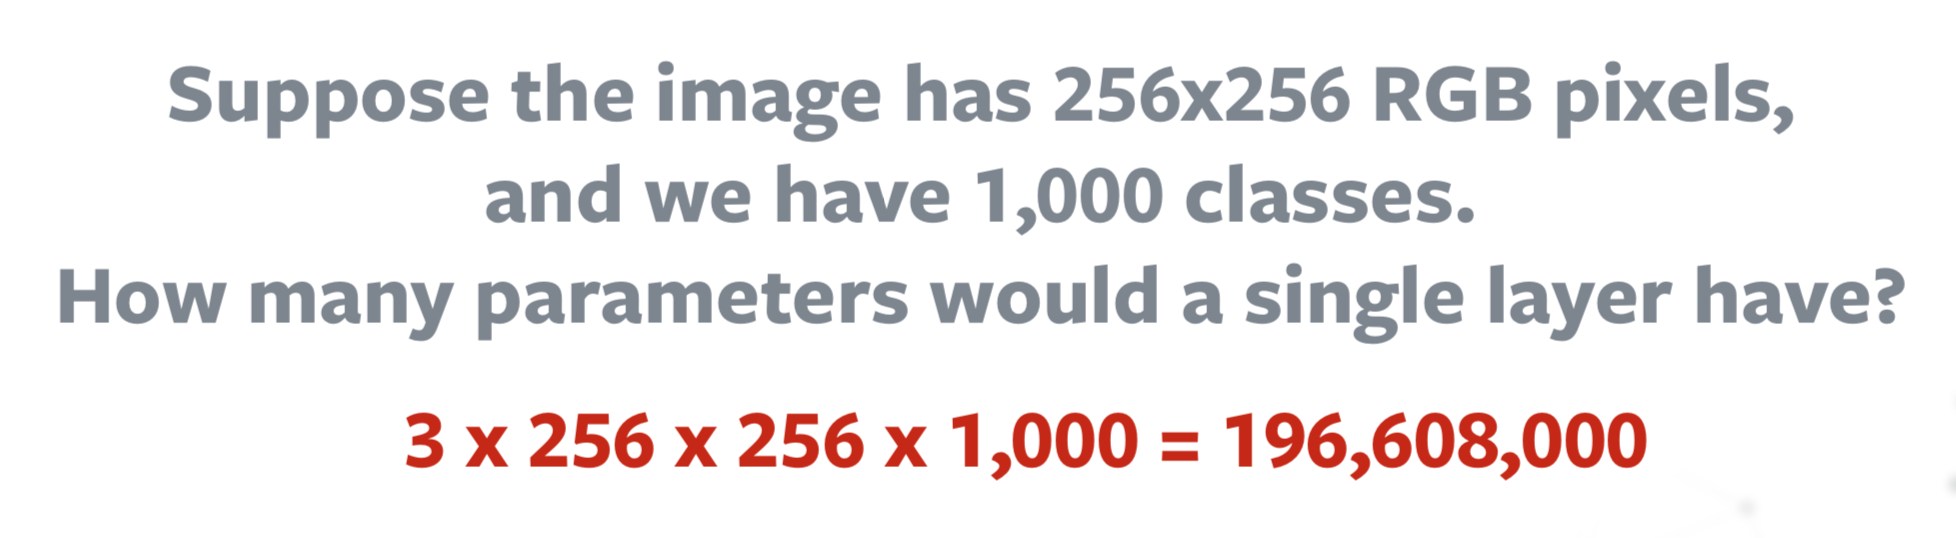 Suppose the image has 256x256 RGB pixels,
and we have 1,000 classes.
How many parameters would a single layer have?
3 x 256 x 256 x 1,000 = 196,608,000